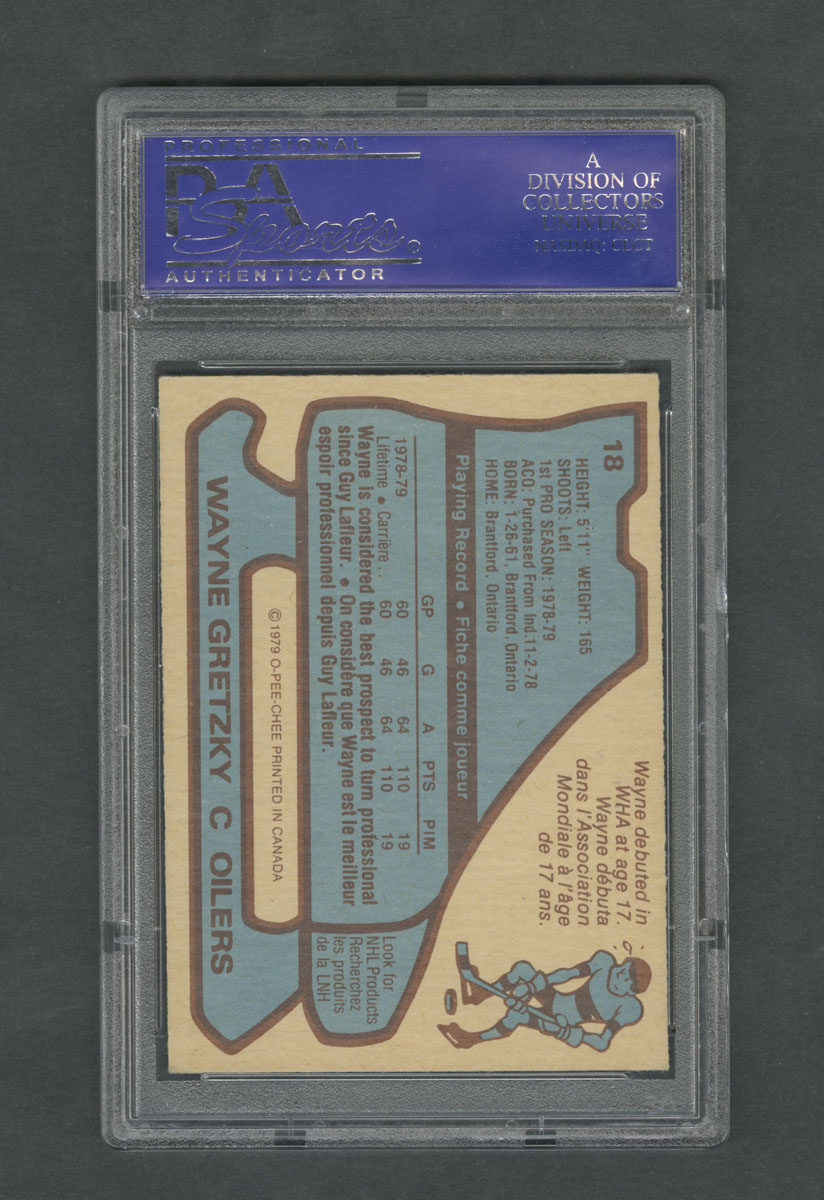 PROFESSIONAL
PSA
Sports.
AUTHENTICATOR
A
DIVISION OF
COLLECTORS
UNIVERSE
NASDAQ: CLCT
18
HEIGHT: 5'11" WEIGHT: 165
SHOOTS: Left
1st PRO SEASON: 1978-79
ACQ: Purchased From Ind. 11-2-78
BORN: 1-26-61, Brantford, Ontario
HOME: Brantford, Ontario
Wayne debuted in
WHA at age 17.
Wayne débuta
dans l'Association
Mondiale à l'âge
de 17 ans.
Playing Record • Fiche comme joueur
GP G A PTS PIM
1978-79 60 46 64 110 19
Lifetime • Carrière .. 60 46 64 110 19
Wayne is considered the best prospect to turn professional
since Guy Lafleur. • On considère que Wayne est le meilleur
espoir professionnel depuis Guy Lafleur.
Look for
NHL Products
Recherchez
les produits
de la LNH
© 1979 O-PEE-CHEE PRINTED IN CANADA
WAYNE GRETZKY C OILERS